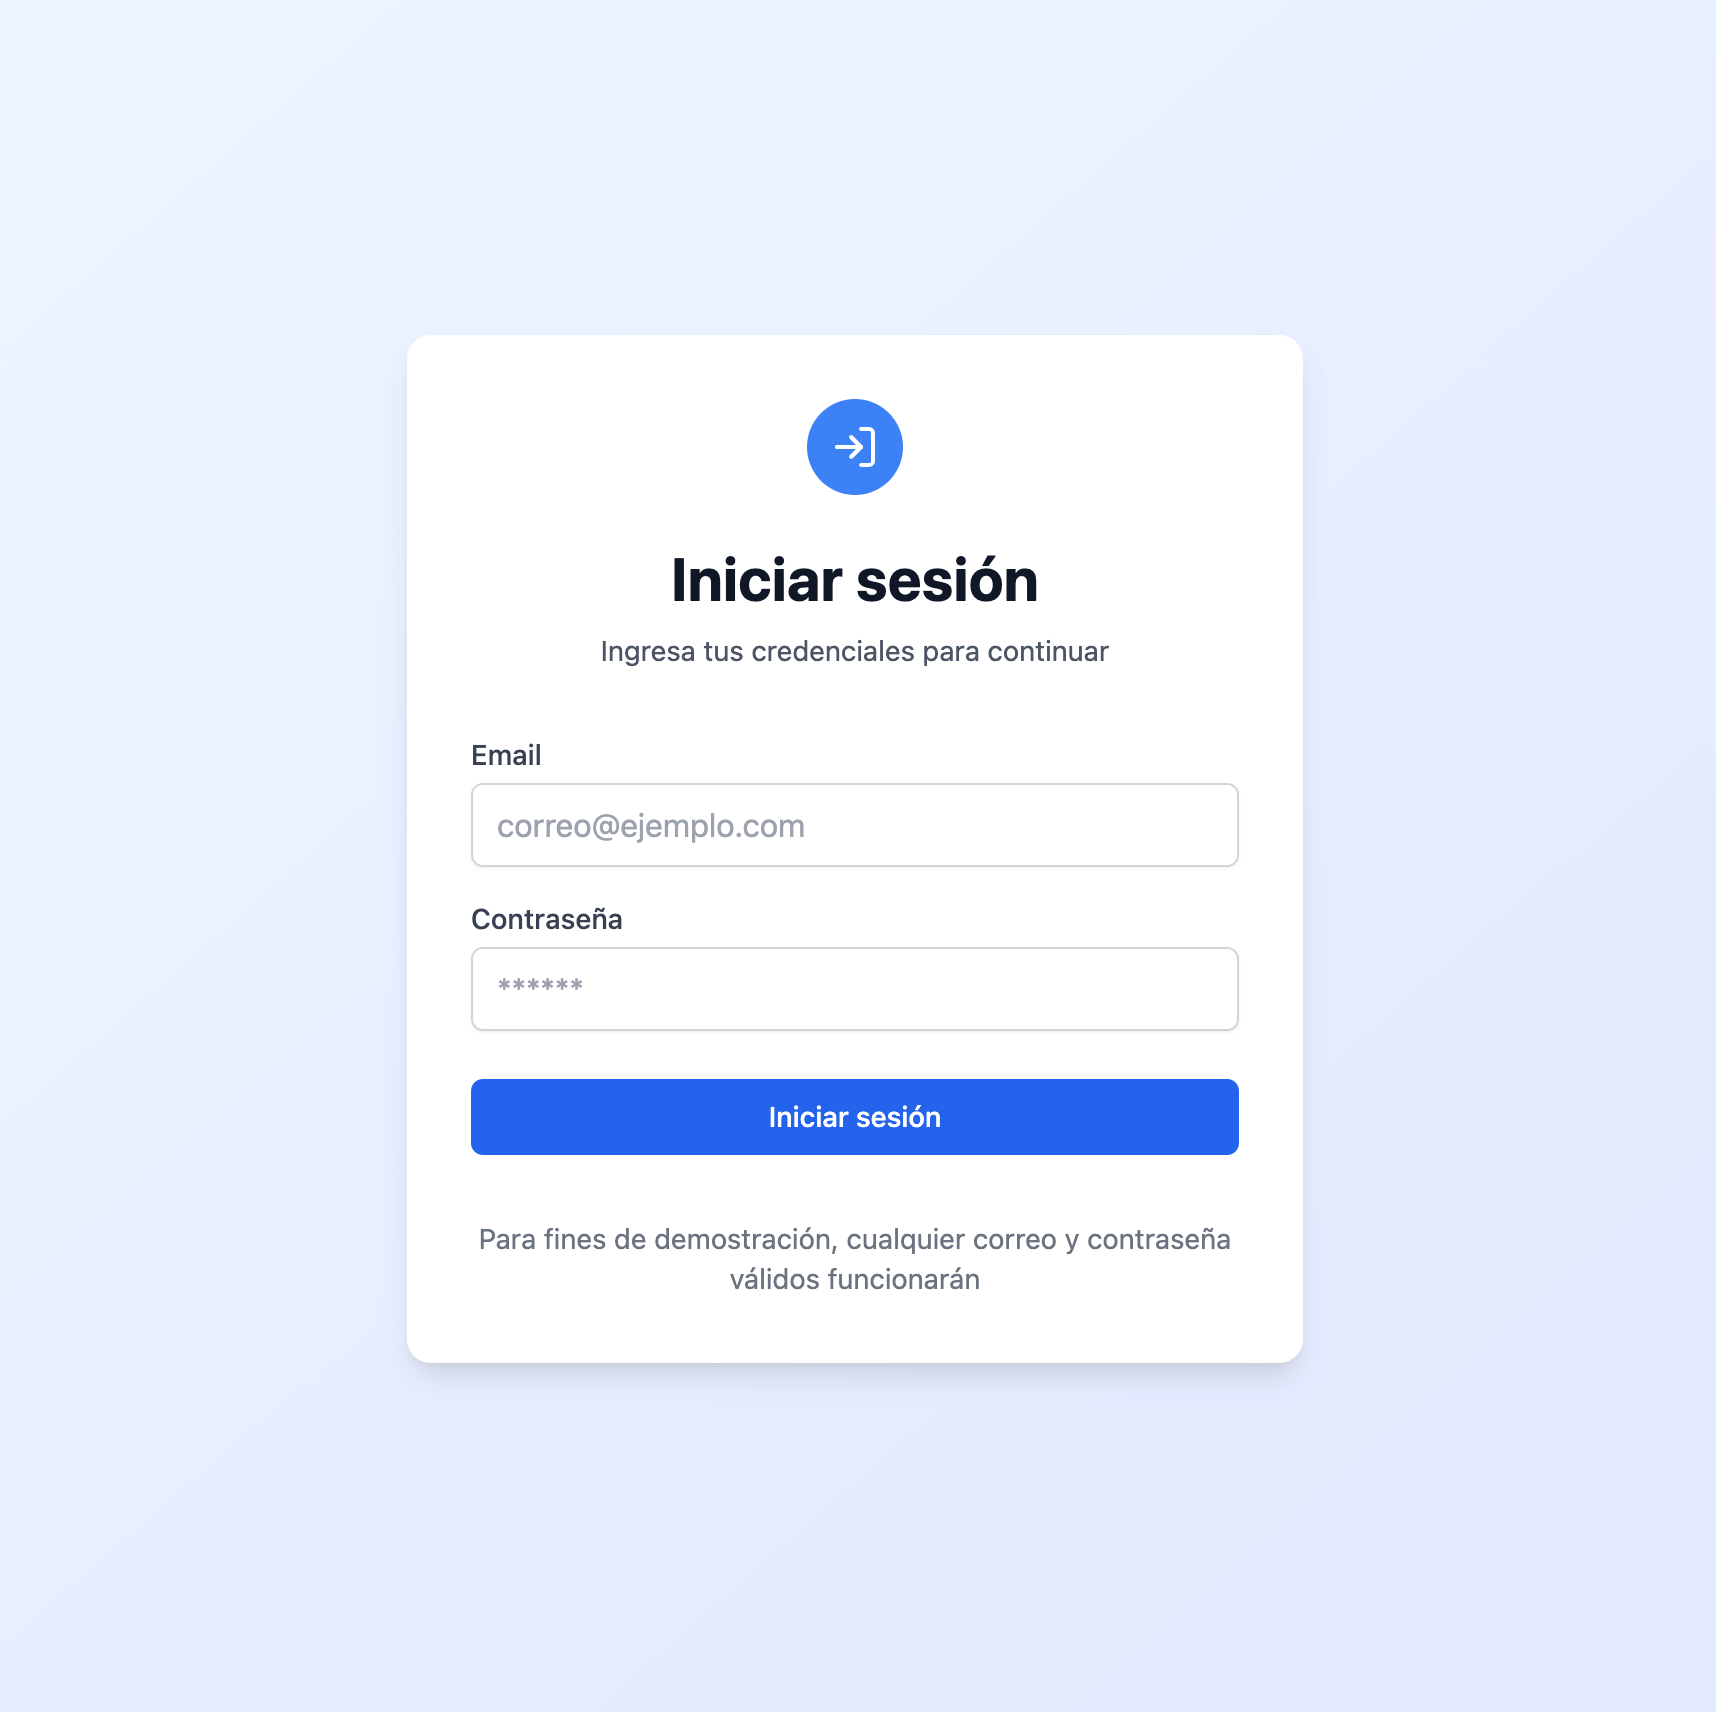 Iniciar sesión
Ingresa tus credenciales para continuar
Email
correo@ejemplo.com
Contraseña
******
Iniciar sesión
Para fines de demostración, cualquier correo y contraseña
válidos funcionarán